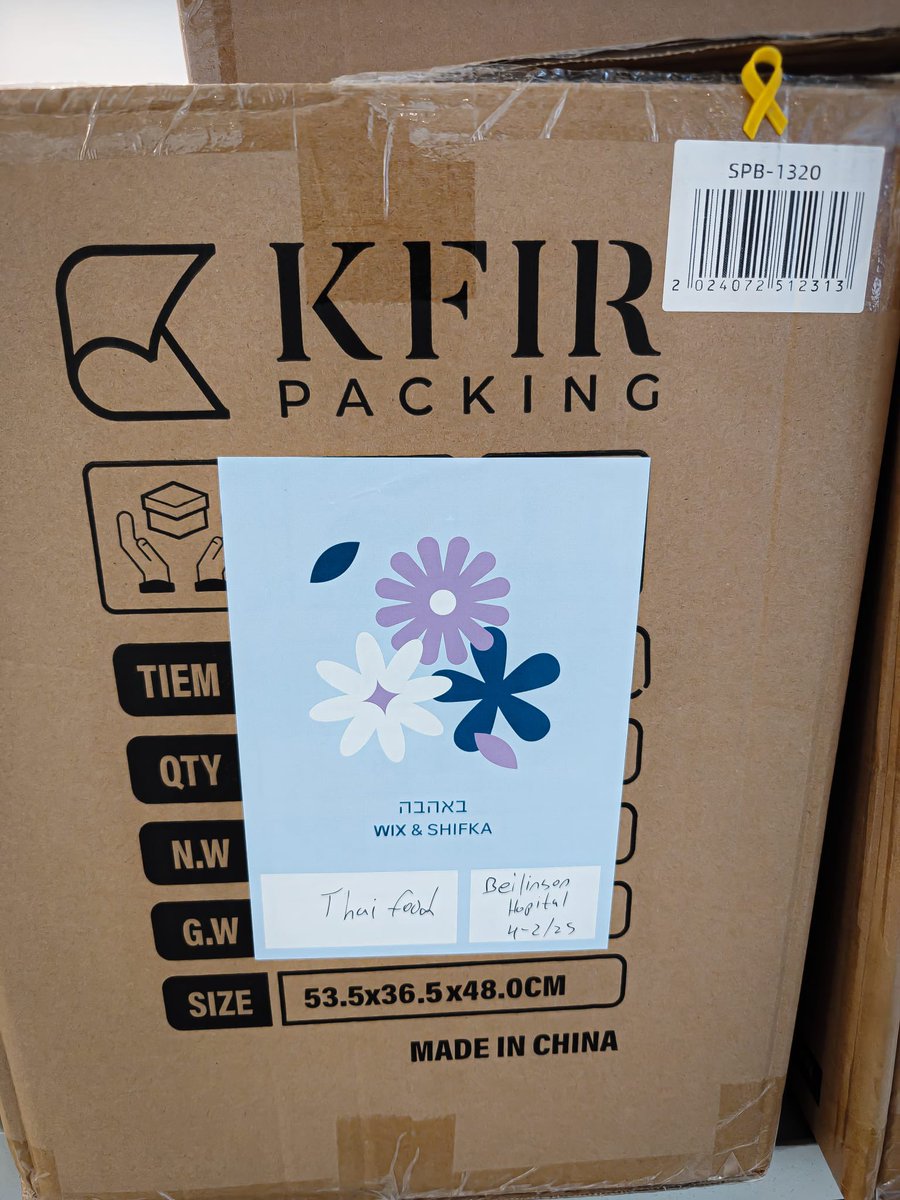 SPB-1320
2 024072 512313
KFIR
PACKING
TIEM
QTY
N.W
G.W
באהבה
WIX & SHIFKA
Thai food
Beilinson
Hopital
4-2/25
SIZE
53.5x36.5x48.0CM
MADE IN CHINA